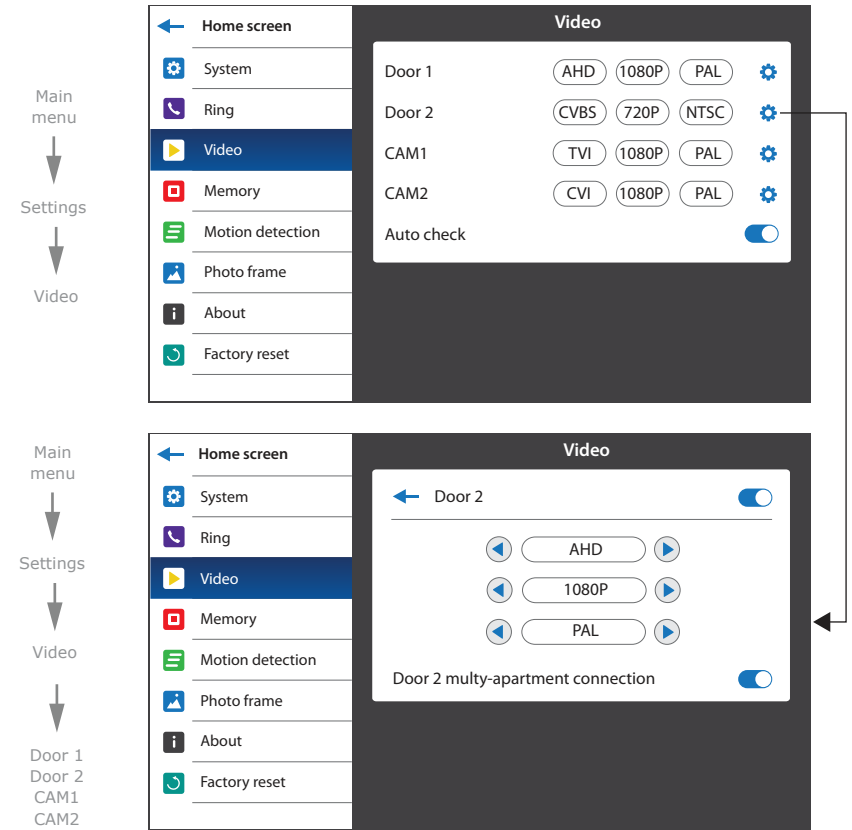 Main
menu
Settings
Video
Home screen
System
Ring
Video
Memory
Motion detection
Photo frame
About
Factory reset
Video
Door 1 AHD 1080P PAL
Door 2 CVBS 720P NTSC
CAM1 TVI 1080P PAL
CAM2 CVI 1080P PAL
Auto check
Main
menu
Settings
Video
Door 1
Door 2
CAM1
CAM2
Home screen
System
Ring
Video
Memory
Motion detection
Photo frame
About
Factory reset
Video
Door 2
AHD
1080P
PAL
Door 2 multy-apartment connection